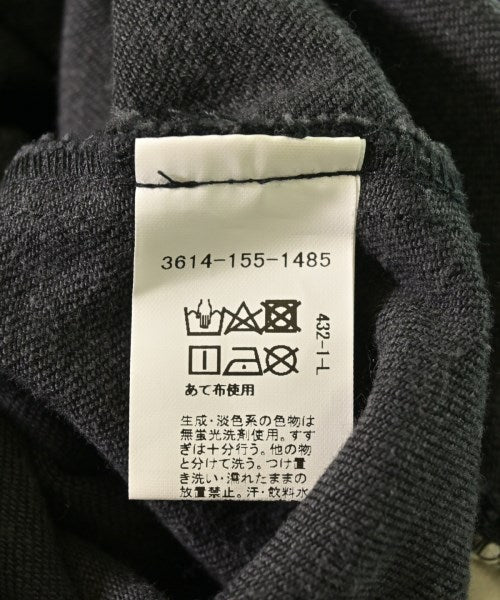 3614-155-1485
432-1-L
あて布使用
生成・淡色系の色物は
無蛍光洗剤使用。すす
ぎは十分行う。他の物
と分けて洗う。つけ置
き洗い・濡れたままの
放置禁止。汗・飲料水